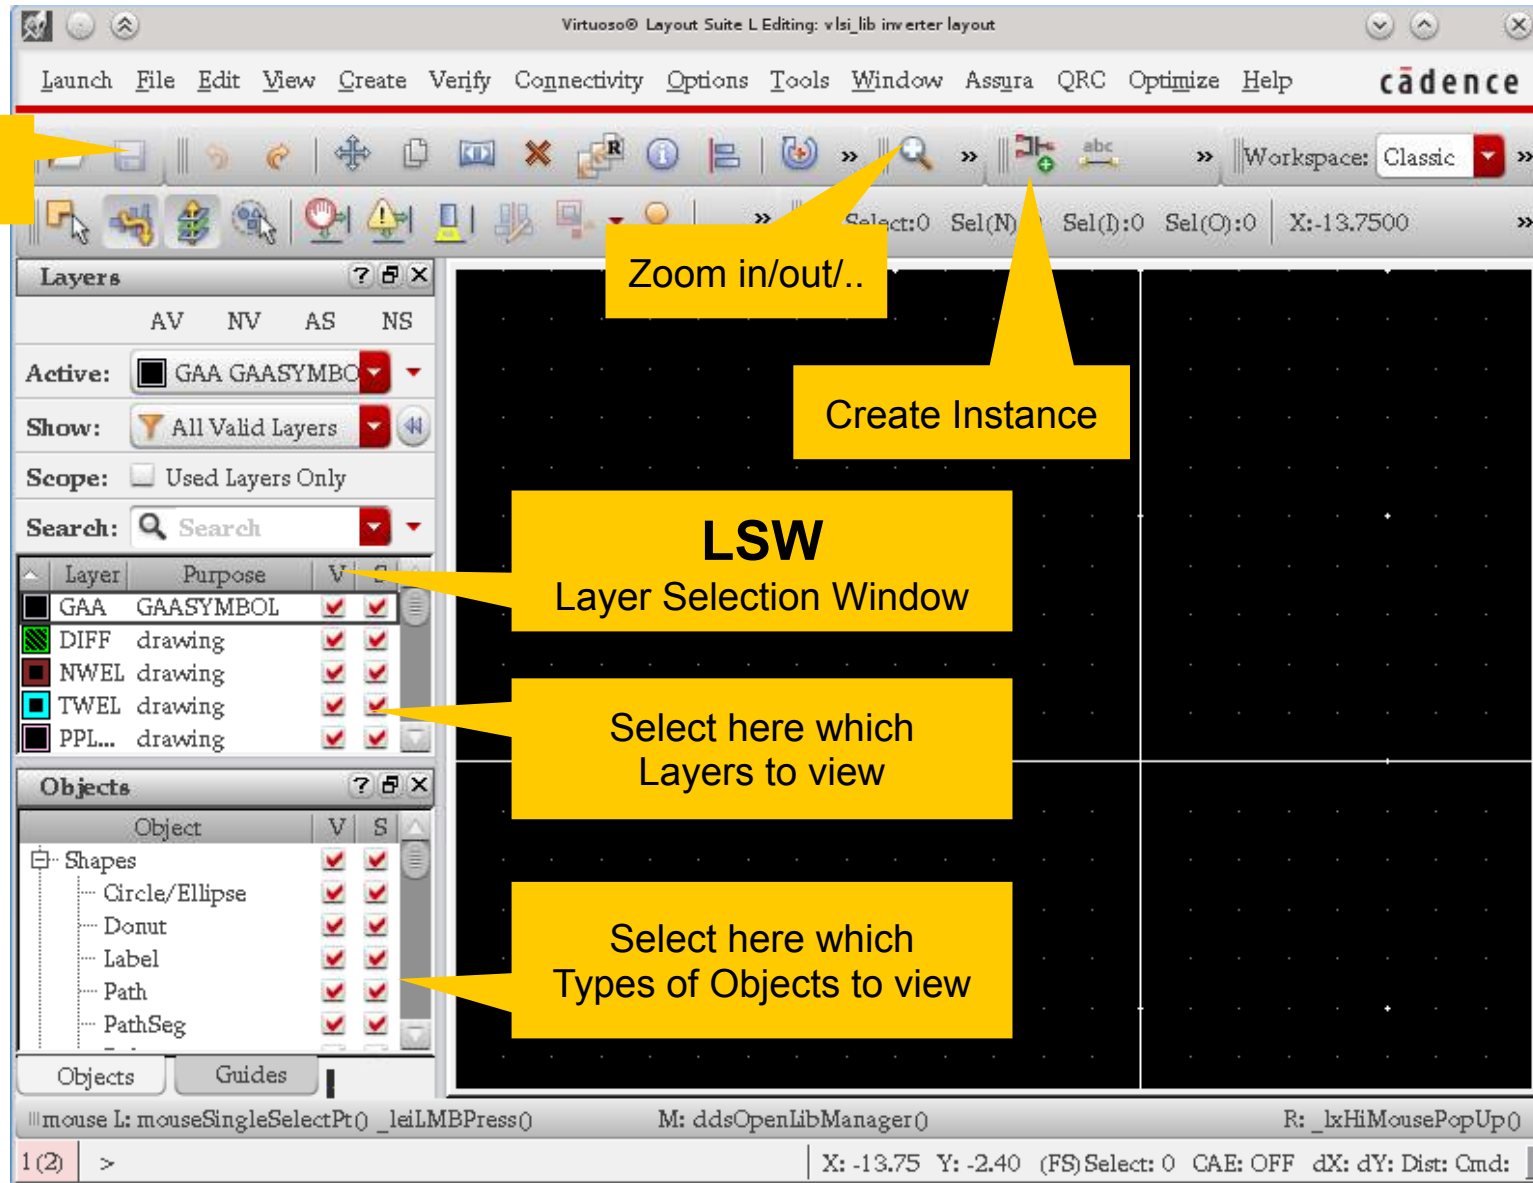 Virtuoso® Layout Suite L Editing: vlsi_lib inverter layout
Launch File Edit View Create Verify Connectivity Options Tools Window Assura QRC Optimize Help cādence
R abc » » » Workspace: Classic »
» Select:0 Sel(N) Sel(I):0 Sel(O):0 X:-13.7500 »
Zoom in/out/..
Create Instance
Layers
AV NV AS NS
Active: GAA GAASYMBO
Show: All Valid Layers
Scope: Used Layers Only
Search: Search
Layer Purpose V S
GAA GAASYMBOL
DIFF drawing
NWEL drawing
TWEL drawing
PPL... drawing
LSW
Layer Selection Window
Select here which
Layers to view
Objects
Object V S
Shapes
Circle/Ellipse
Donut
Label
Path
PathSeg
Select here which
Types of Objects to view
Objects Guides
mouse L: mouseSingleSelectPt() _leiLMBPress() M: ddsOpenLibManager() R: _lxHiMousePopUp()
1(2) > X: -13.75 Y: -2.40 (FS) Select: 0 CAE: OFF dX: dY: Dist: Cmd: